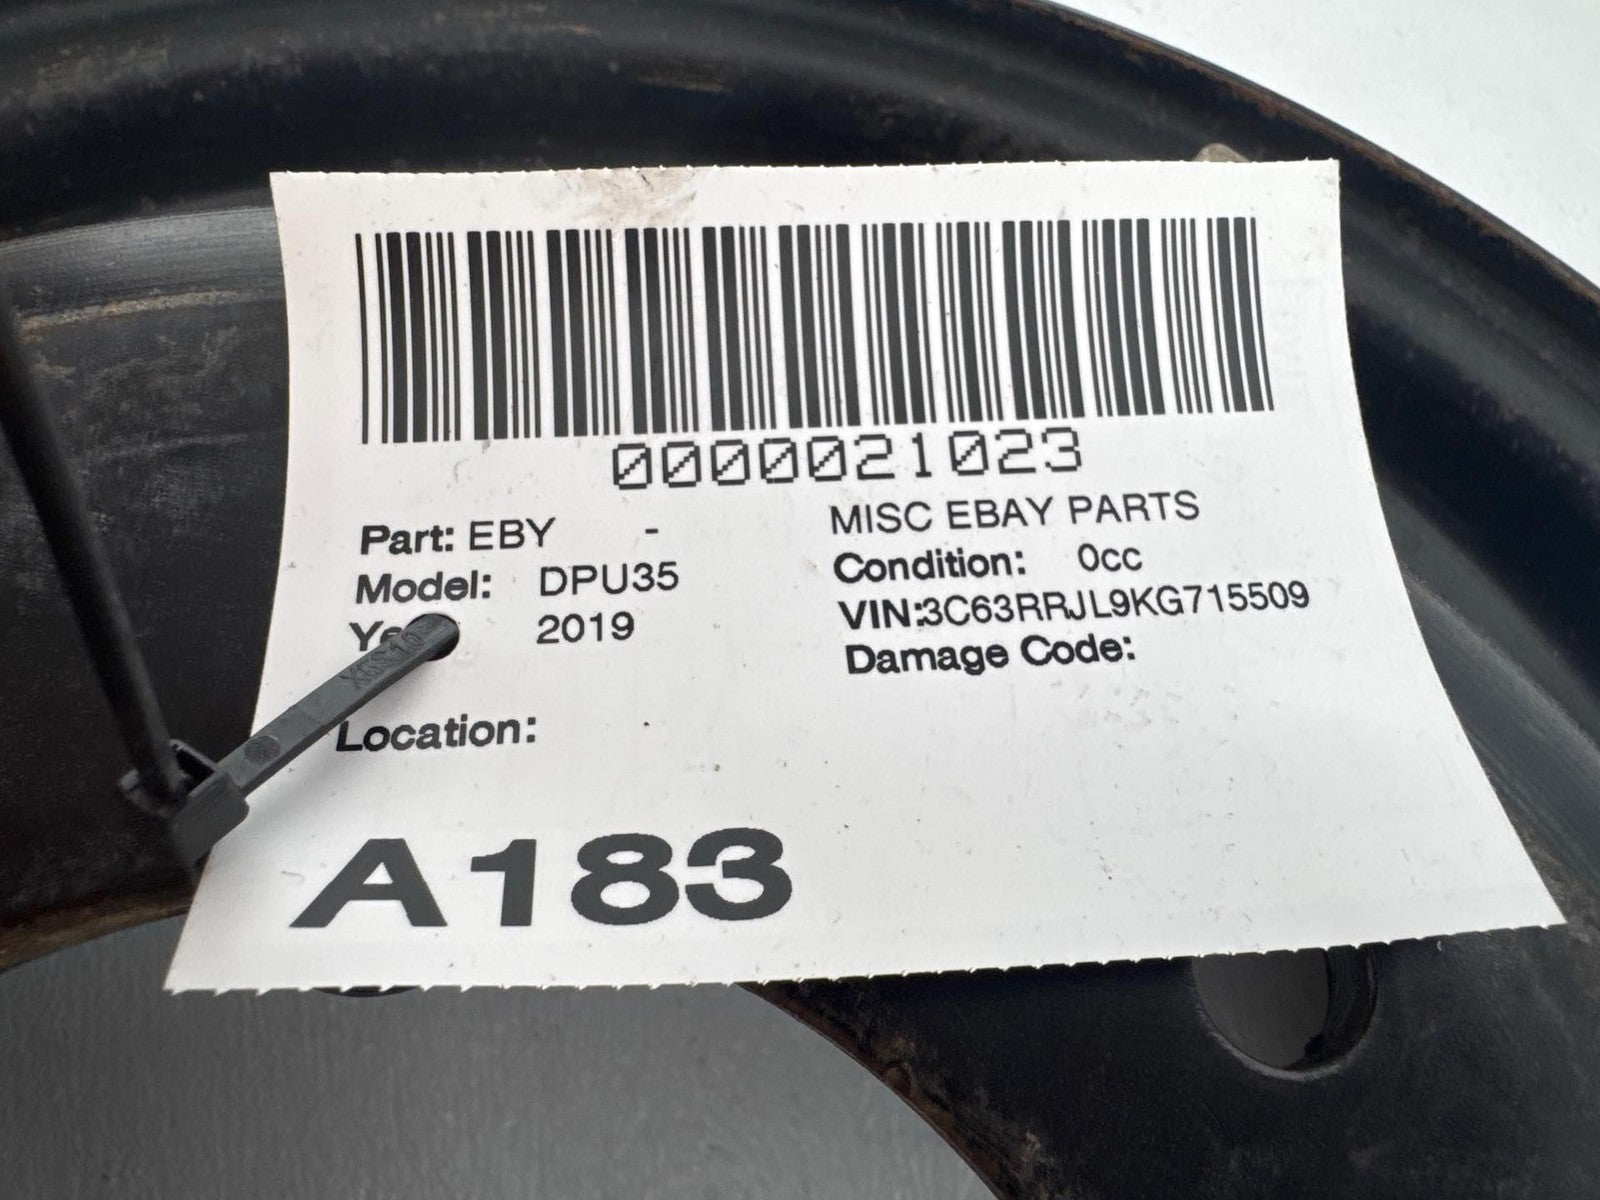 0000021023
Part: EBY - MISC EBAY PARTS
Model: DPU35 Condition: 0cc
2019 VIN:3C63RRJL9KG715509
Damage Code:
Location:
A183